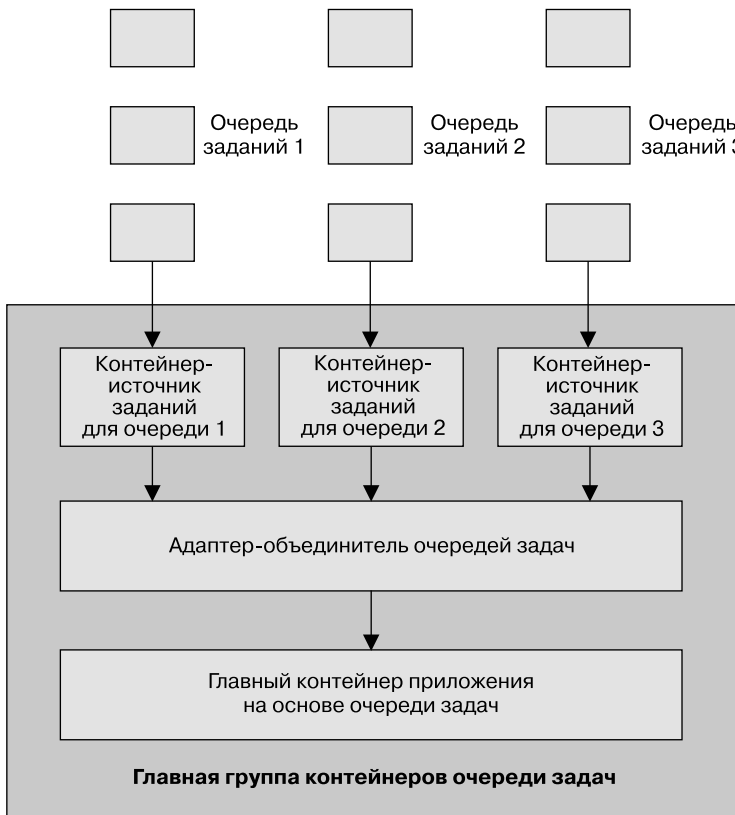 Очередь
заданий 1
Очередь
заданий 2
Очередь
заданий 3
Контейнер-
источник
заданий
для очереди 1
Контейнер-
источник
заданий
для очереди 2
Контейнер-
источник
заданий
для очереди 3
Адаптер-объединитель очередей задач
Главный контейнер приложения
на основе очереди задач
Главная группа контейнеров очереди задач